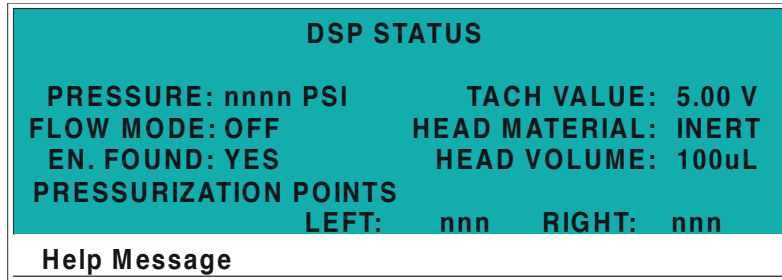 DSP STATUS
PRESSURE: nnnn PSI TACH VALUE: 5.00 V
FLOW MODE: OFF HEAD MATERIAL: INERT
EN. FOUND: YES HEAD VOLUME: 100uL
PRESSURIZATION POINTS
LEFT: nnn RIGHT: nnn
Help Message